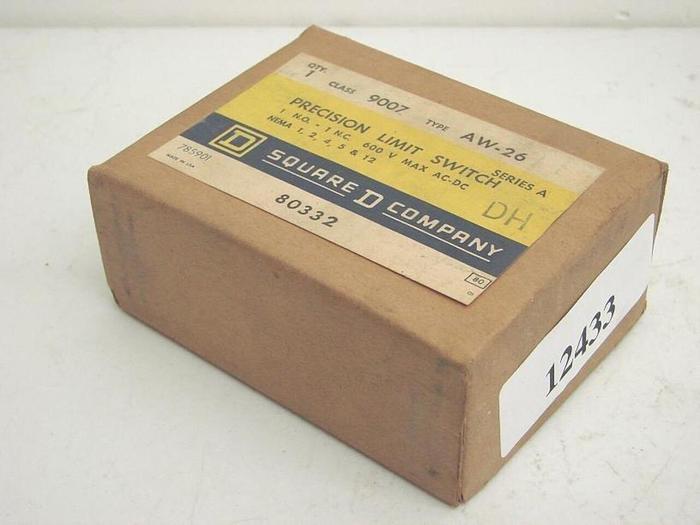 QTY. 1 CLASS 9007 TYPE AW-26
PRECISION LIMIT SWITCH SERIES A
1 N.O. - 1 N.C. 600 V MAX AC-DC
NEMA 1, 2, 4, 5 & 12
DH
D SQUARE D COMPANY
785901
MADE IN USA
80332
80
12433